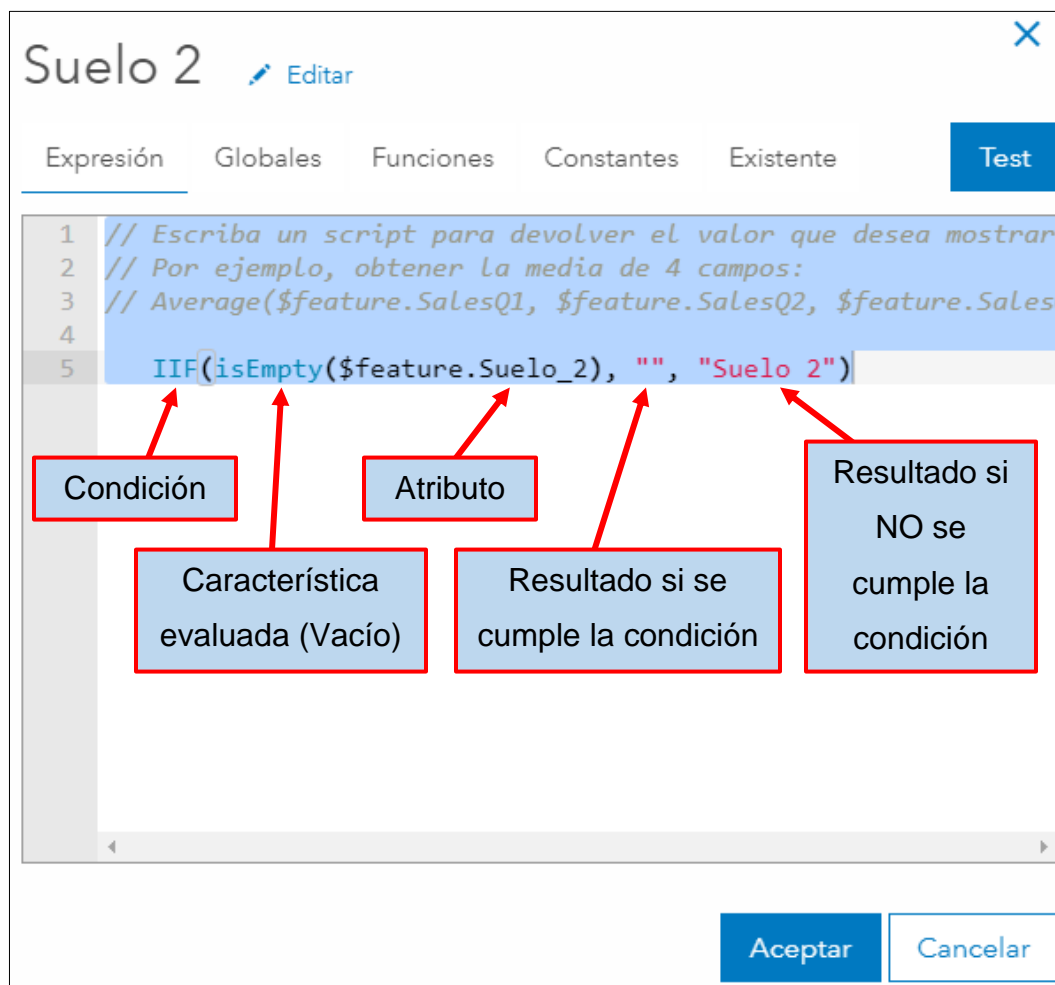 Suelo 2 Editar
Expresión Globales Funciones Constantes Existente Test
1 // Escriba un script para devolver el valor que desea mostrar
2 // Por ejemplo, obtener la media de 4 campos:
3 // Average($feature.SalesQ1, $feature.SalesQ2, $feature.Sales
4
5 IIF(isEmpty($feature.Suelo_2), "", "Suelo 2")
Condición
Atributo
Resultado si
NO se
cumple la
condición
Característica
evaluada (Vacío)
Resultado si se
cumple la condición
Aceptar Cancelar